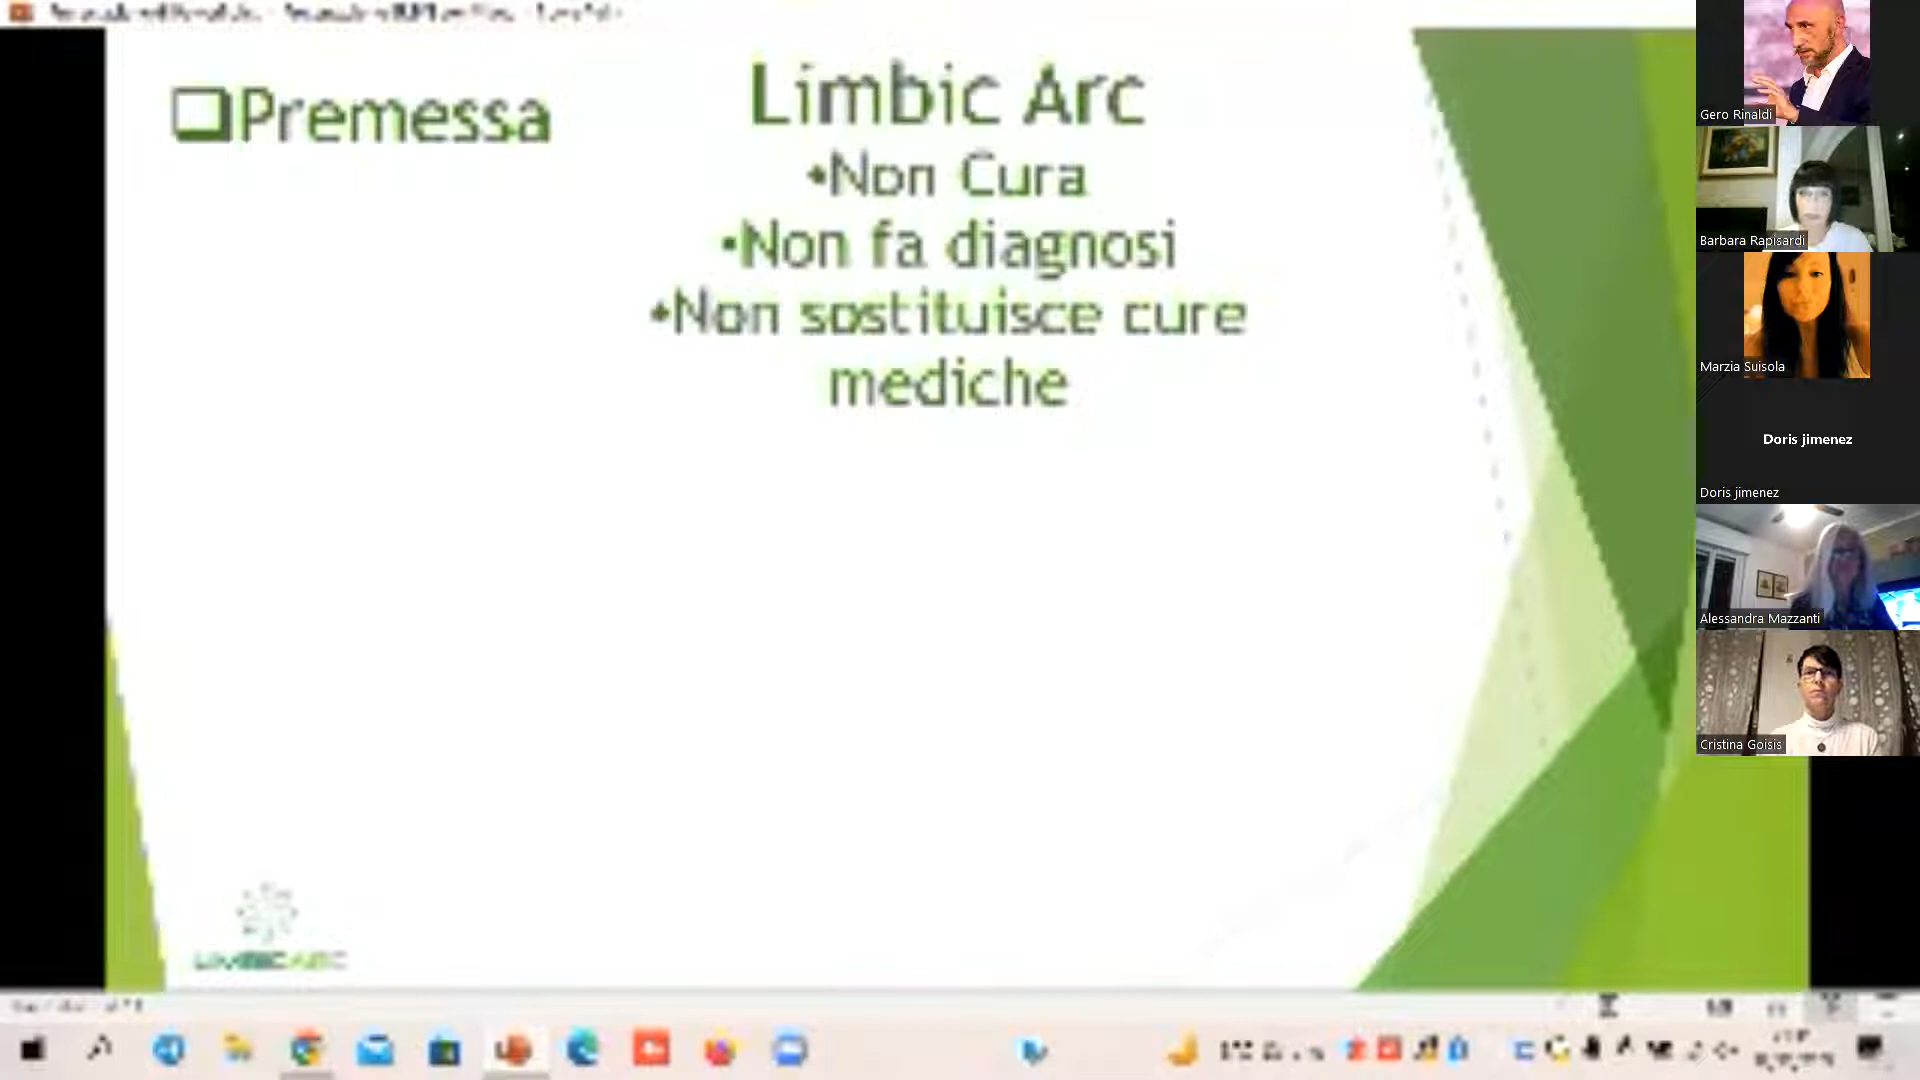 Premessa
Limbic Arc
•Non Cura
•Non fa diagnosi
•Non sostituisce cure
mediche
LIMBICARC
Gero Rinaldi
Barbara Rapisardi
Marzia Suisola
Doris jimenez
Doris jimenez
Alessandra Mazzanti
Cristina Goisis